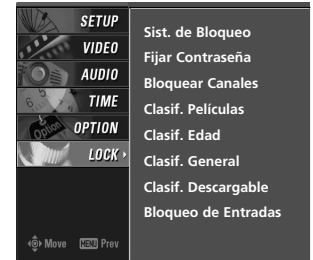 SETUP
VIDEO
AUDIO
TIME
OPTION
LOCK
Move MENU Prev
Sist. de Bloqueo
Fijar Contraseña
Bloquear Canales
Clasif. Películas
Clasif. Edad
Clasif. General
Clasif. Descargable
Bloqueo de Entradas